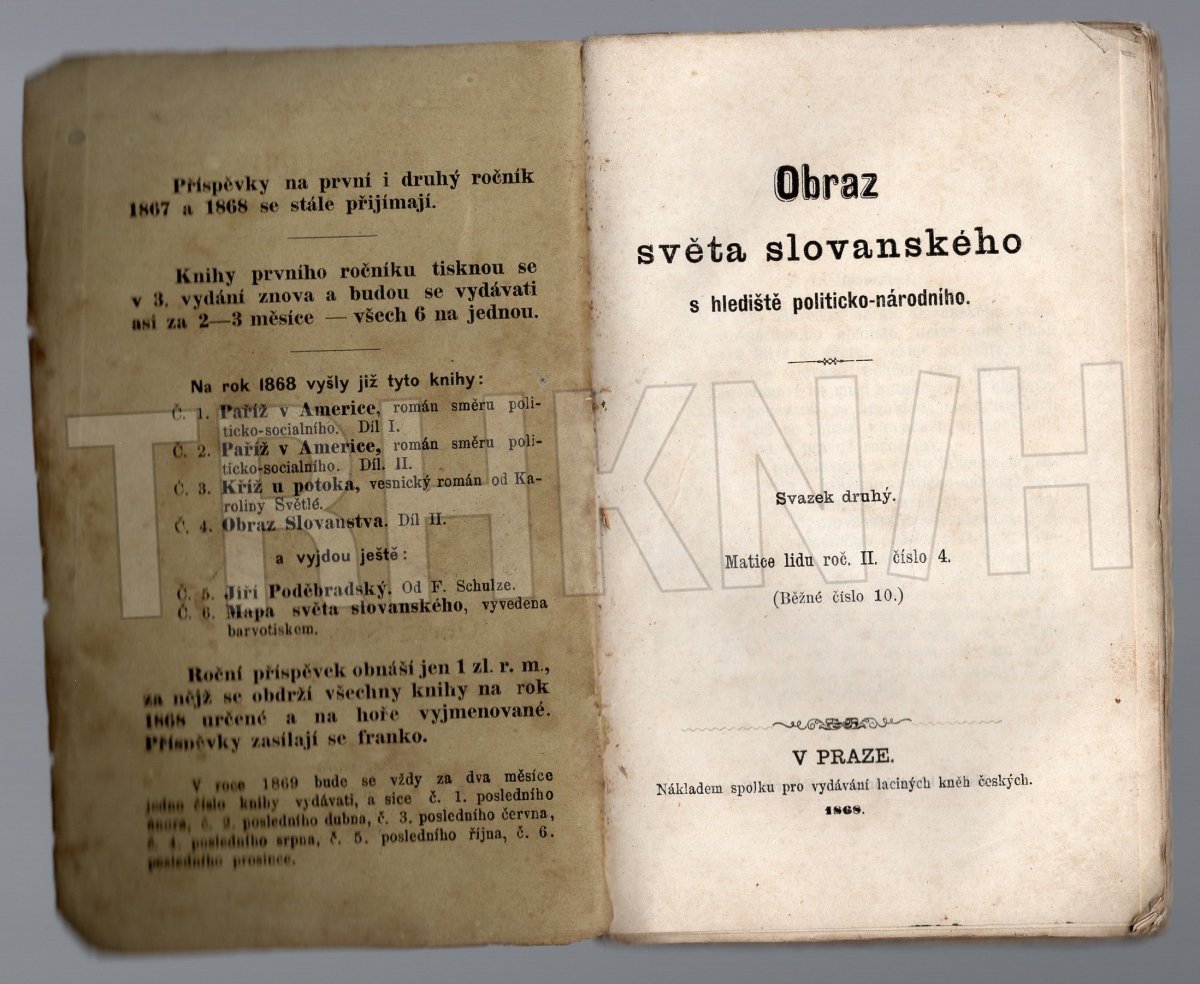 Příspěvky na první i druhý ročník
1867 a 1868 se stále přijímají.
Knihy prvního ročníku tisknou se
v 3. vydání znova a budou se vydávati
asi za 2—3 měsíce — všech 6 na jednou.
Na rok 1868 vyšly již tyto knihy:
Č. 1. Paříž v Americe, román směru poli-
ticko-socialního. Díl I.
Č. 2. Paříž v Americe, román směru poli-
ticko-socialního. Díl. II.
Č. 3. Kříž u potoka, vesnický román od Ka-
roliny Světlé.
Č. 4. Obraz Slovanstva. Díl II.
a vyjdou ještě:
Č. 5. Jiří Poděbradský. Od F. Schulze.
Č. 6. Mapa světa slovanského, vyvedena
barvotiskem.
Roční příspěvek obnáší jen 1 zl. r. m.,
za nějž se obdrží všechny knihy na rok
1868 určené a na hoře vyjmenované.
Příspěvky zasílají se franko.
V roce 1869 bude se vždy za dva měsíce
jedno číslo knihy vydávati, a sice č. 1. posledního
února, č. 2. posledního dubna, č. 3. posledního června,
č. 4. posledního srpna, č. 5. posledního října, č. 6.
posledního prosince.
Obraz
světa slovanského
s hlediště politicko-národního.
Svazek druhý.
Matice lidu roč. II. číslo 4.
(Běžné číslo 10.)
V PRAZE.
Nákladem spolku pro vydávání laciných kněh českých.
1868.
TBHKN/H